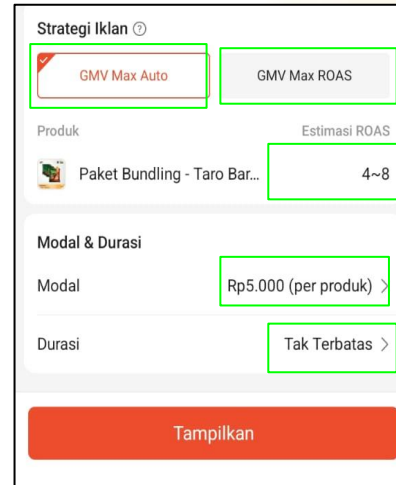 Strategi Iklan ?
GMV Max Auto
GMV Max ROAS
Produk
Estimasi ROAS
Paket Bundling - Taro Bar...
4~8
Modal & Durasi
Modal
Rp5.000 (per produk) >
Durasi
Tak Terbatas >
Tampilkan